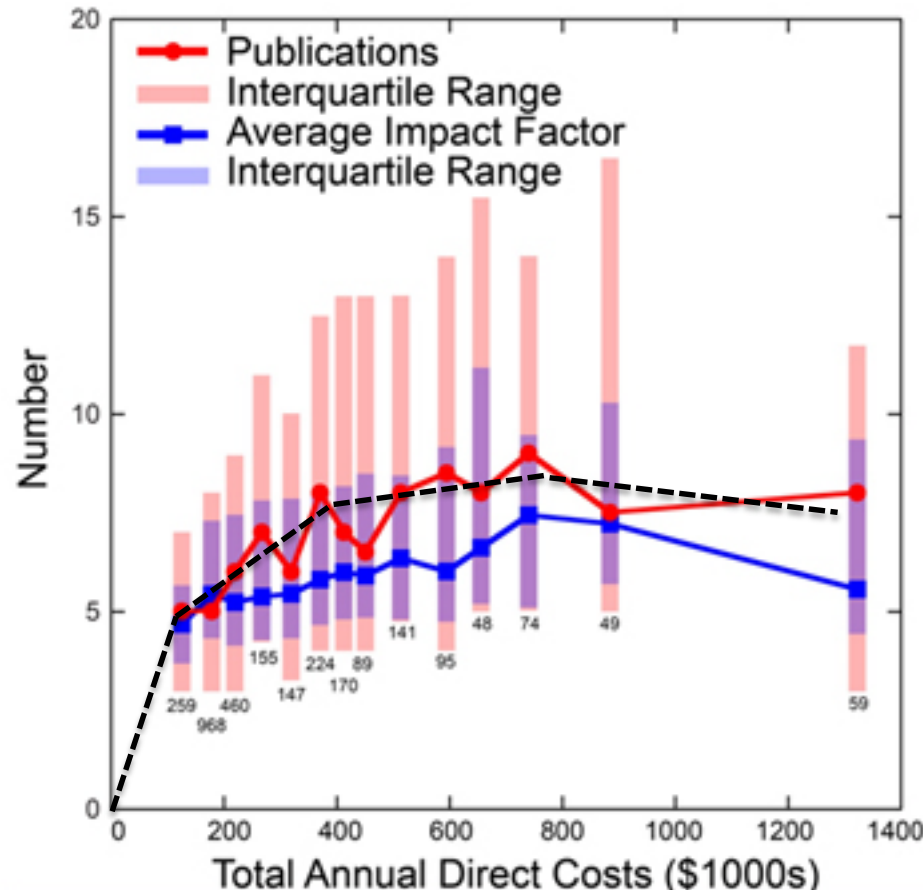 20
15
10
5
0
Number
Publications
Interquartile Range
Average Impact Factor
Interquartile Range
259
968
460
155
147
224
170
89
141
95
48
74
49
59
0 200 400 600 800 1000 1200 1400
Total Annual Direct Costs ($1000s)